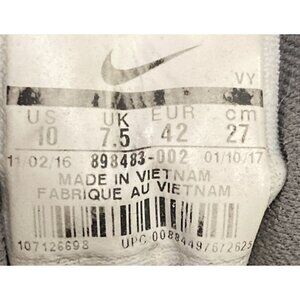 VY
US UK EUR cm
10 7.5 42 27
11/02/16 898483-002 01/10/17
MADE IN VIETNAM
FABRIQUE AU VIETNAM
107126698